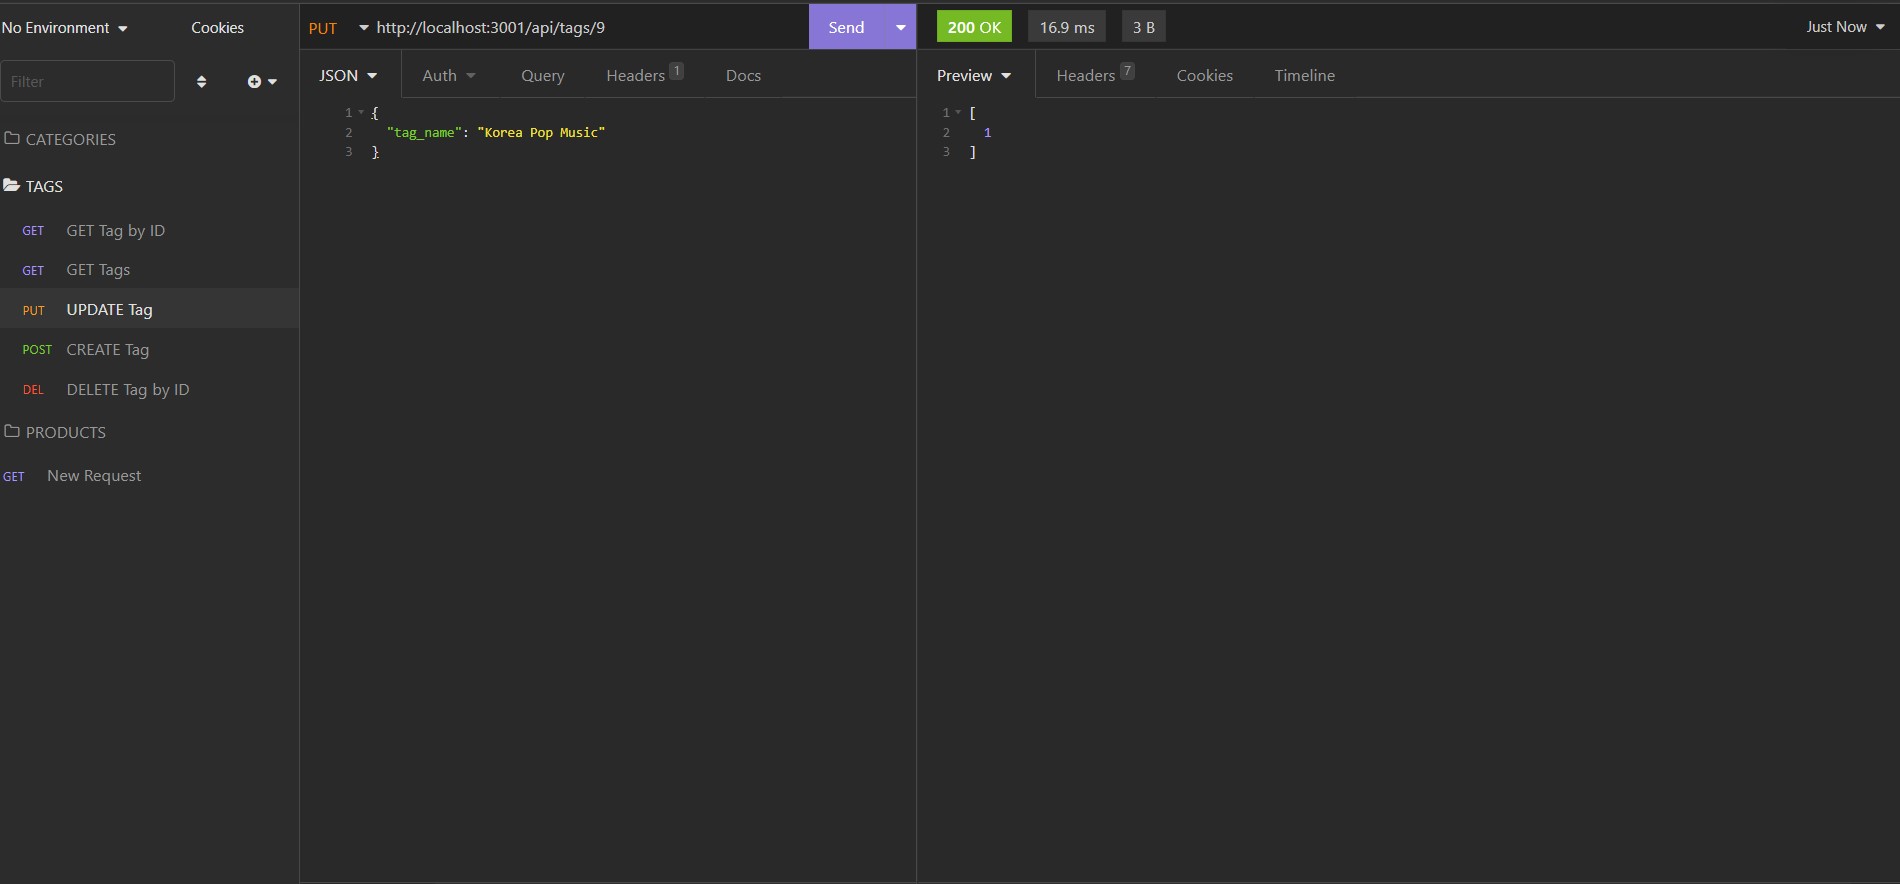 No Environment
Cookies
Filter
CATEGORIES
TAGS
GET GET Tag by ID
GET GET Tags
PUT UPDATE Tag
POST CREATE Tag
DEL DELETE Tag by ID
PRODUCTS
GET New Request
PUT http://localhost:3001/api/tags/9 Send
JSON Auth Query Headers 1 Docs
1 {
2 "tag_name": "Korea Pop Music"
3 }
200 OK 16.9 ms 3 B Just Now
Preview Headers 7 Cookies Timeline
1 [
2 1
3 ]